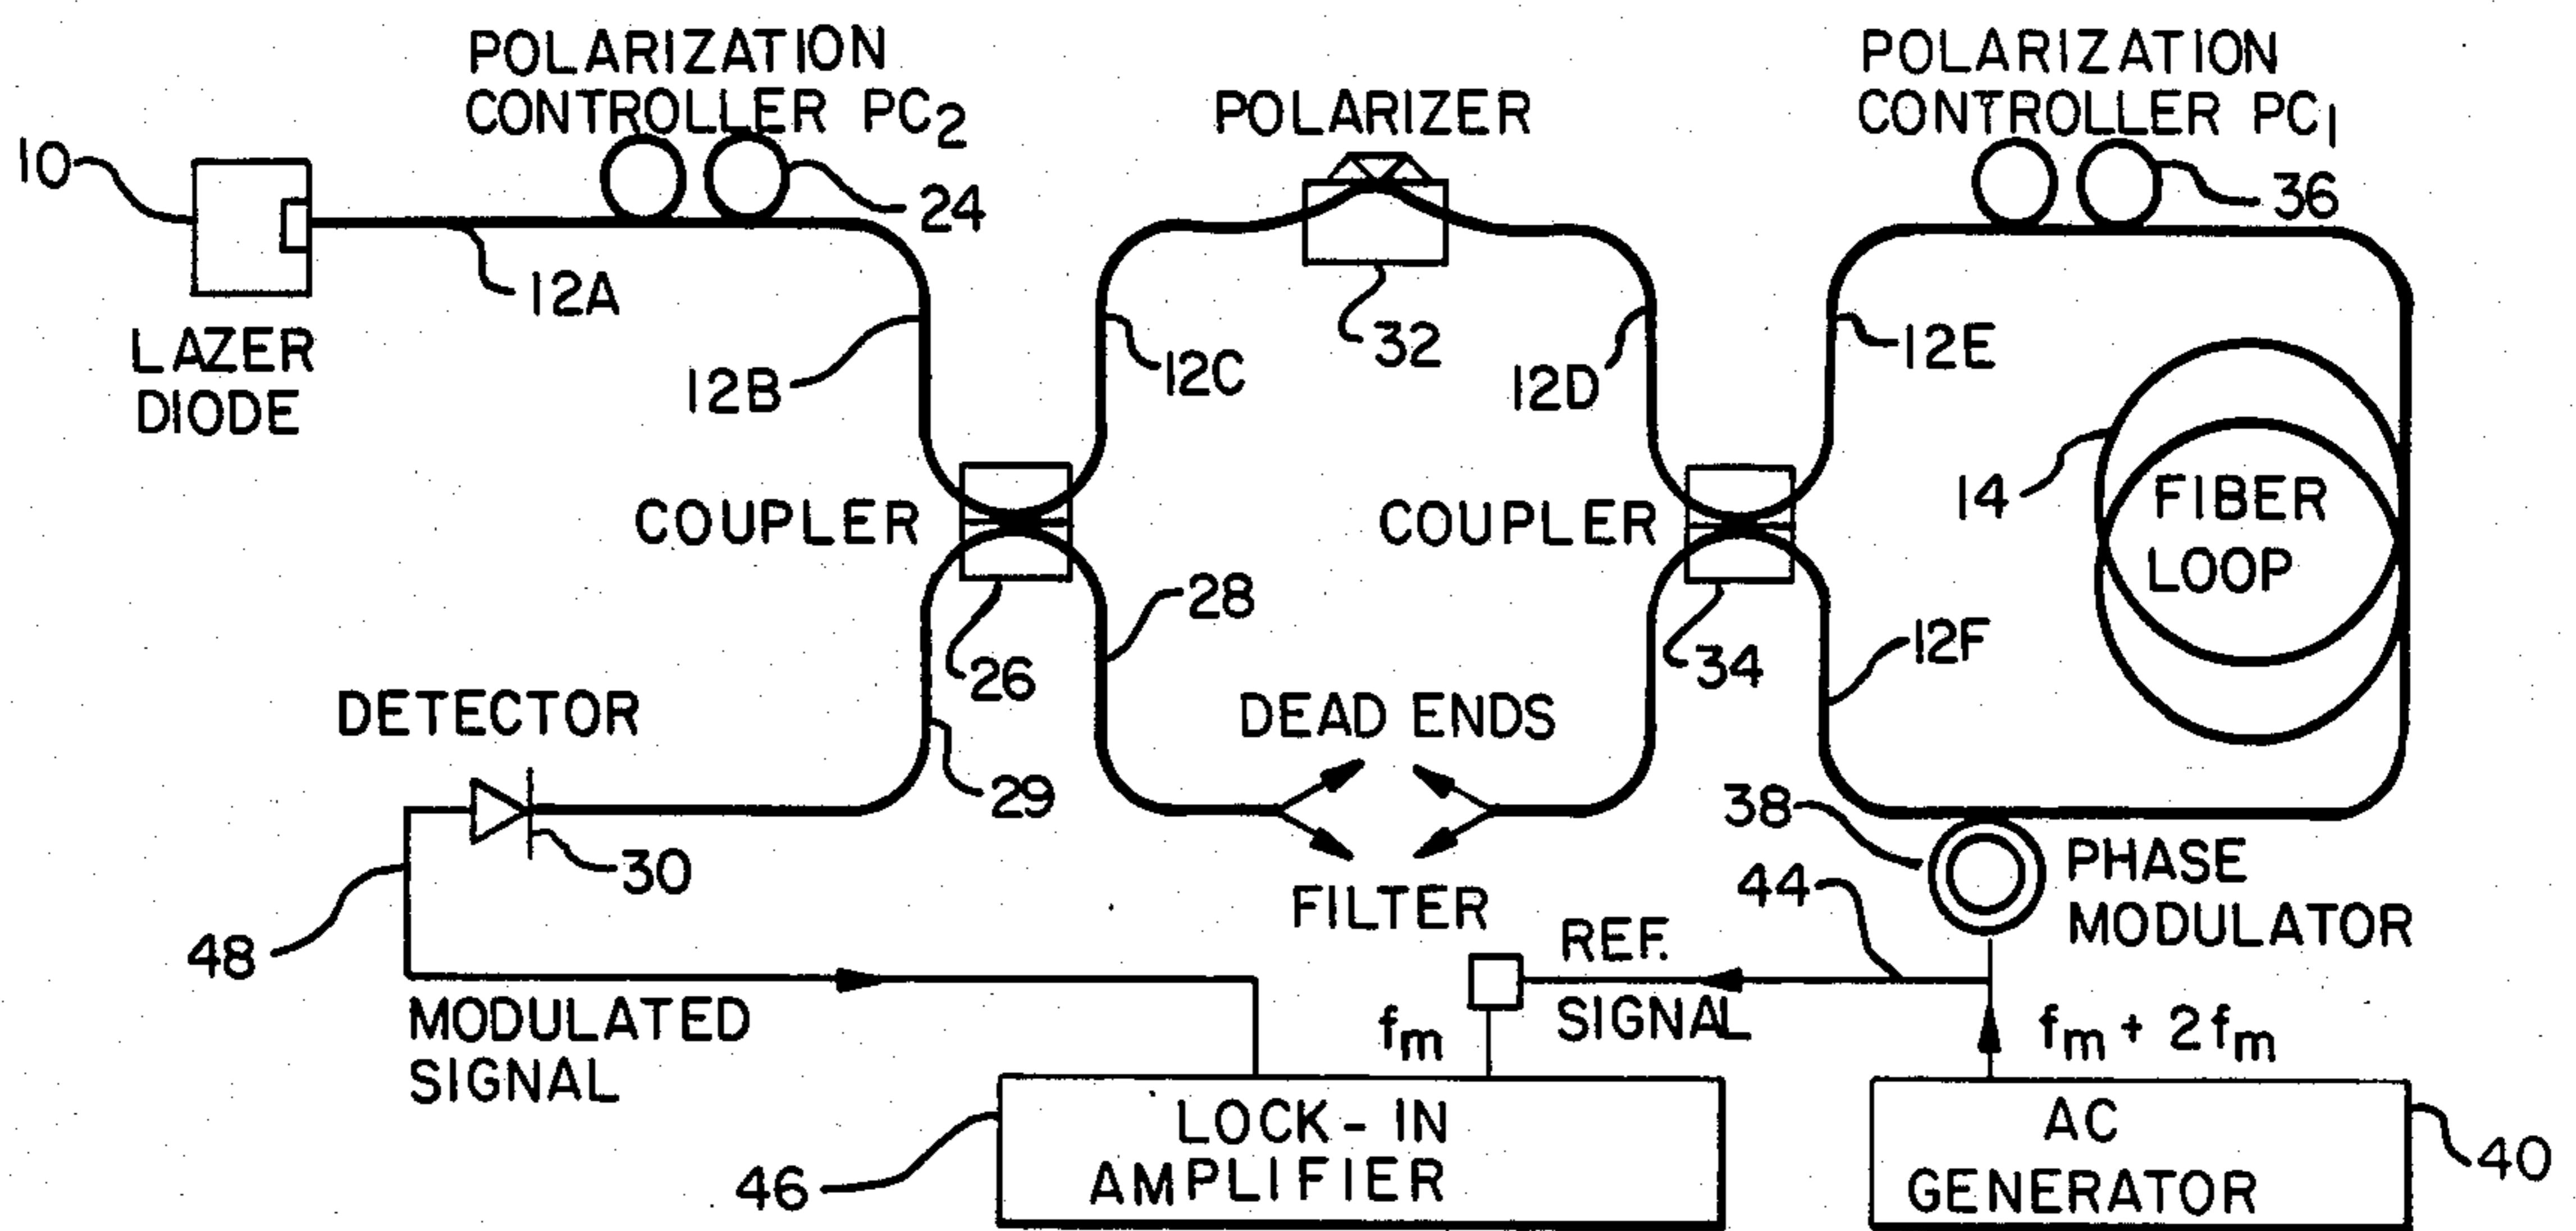 POLARIZATION
CONTROLLER PC2
POLARIZER
POLARIZATION
CONTROLLER PC1
10
24
36
12A
32
LAZER
DIODE
12B
12C
12D
12E
14
FIBER
LOOP
COUPLER
COUPLER
28
26
34
12F
DETECTOR
DEAD ENDS
29
38
30
FILTER
44
PHASE
MODULATOR
48
REF.
SIGNAL
MODULATED
SIGNAL
fm
fm + 2fm
LOCK-IN
AMPLIFIER
46
AC
GENERATOR
40